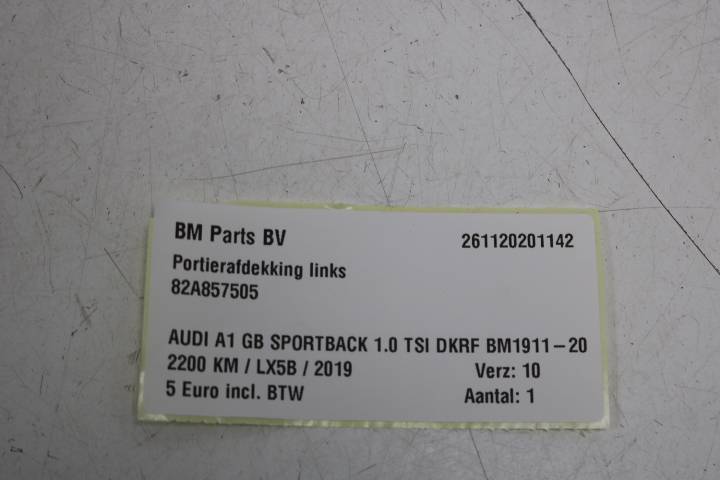 BM Parts BV 261120201142
Portierafdekking links
82A857505
AUDI A1 GB SPORTBACK 1.0 TSI DKRF BM1911-20
2200 KM / LX5B / 2019 Verz: 10
5 Euro incl. BTW Aantal: 1